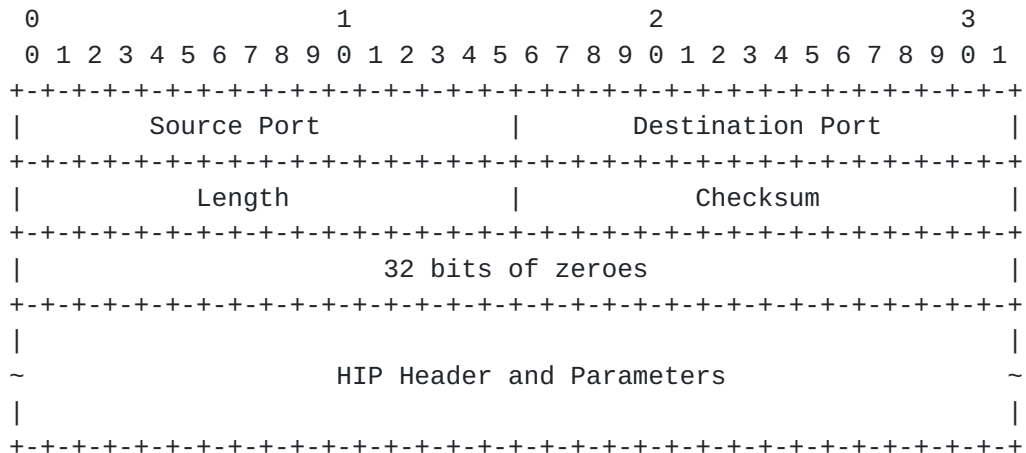 0                   1                   2                   3
 0 1 2 3 4 5 6 7 8 9 0 1 2 3 4 5 6 7 8 9 0 1 2 3 4 5 6 7 8 9 0 1
+-+-+-+-+-+-+-+-+-+-+-+-+-+-+-+-+-+-+-+-+-+-+-+-+-+-+-+-+-+-+-+-+
|        Source Port            |       Destination Port        |
+-+-+-+-+-+-+-+-+-+-+-+-+-+-+-+-+-+-+-+-+-+-+-+-+-+-+-+-+-+-+-+-+
|           Length              |           Checksum            |
+-+-+-+-+-+-+-+-+-+-+-+-+-+-+-+-+-+-+-+-+-+-+-+-+-+-+-+-+-+-+-+-+
|                       32 bits of zeroes                       |
+-+-+-+-+-+-+-+-+-+-+-+-+-+-+-+-+-+-+-+-+-+-+-+-+-+-+-+-+-+-+-+-+
|                                                               |
~                    HIP Header and Parameters                  ~
|                                                               |
+-+-+-+-+-+-+-+-+-+-+-+-+-+-+-+-+-+-+-+-+-+-+-+-+-+-+-+-+-+-+-+-+